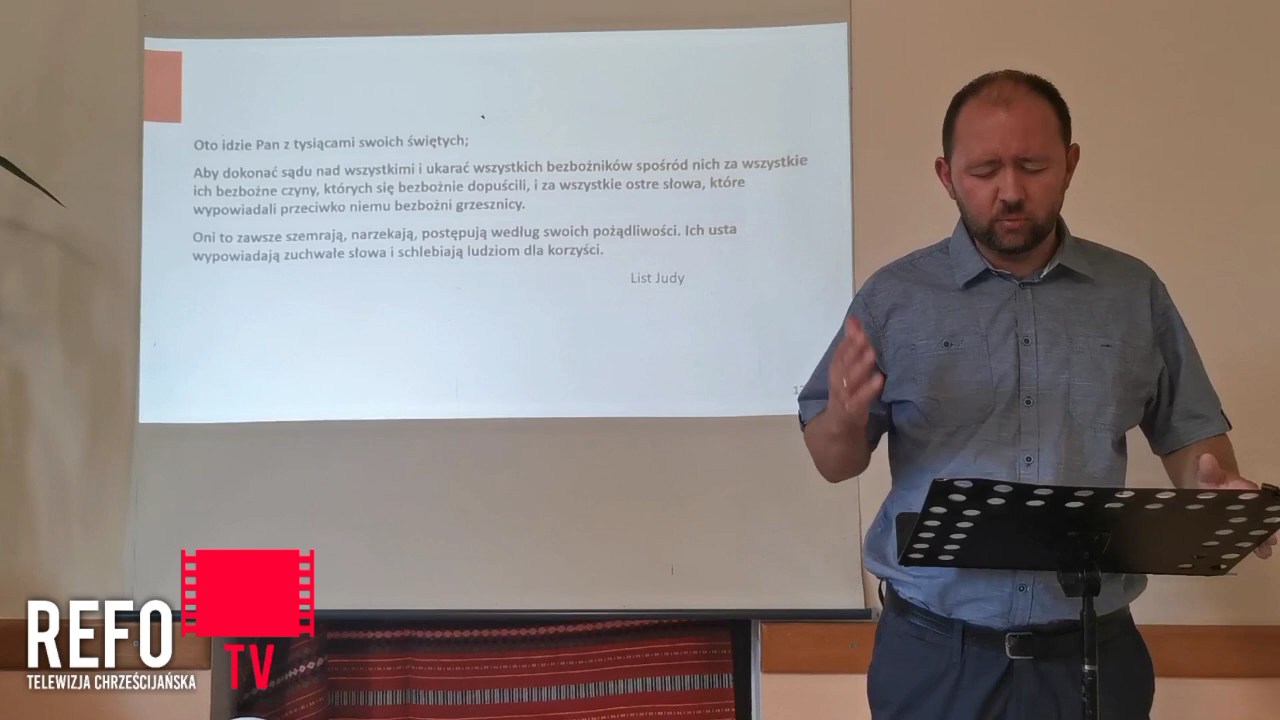 Oto idzie Pan z tysiącami swoich świętych;
Aby dokonać sądu nad wszystkimi i ukarać wszystkich bezbożników spośród nich za wszystkie
ich bezbożne czyny, których się bezbożnie dopuścili, i za wszystkie ostre słowa, które
wypowiadali przeciwko niemu bezbożni grzesznicy.
Oni to zawsze szemrają, narzekają, postępują według swoich pożądliwości. Ich usta
wypowiadają zuchwałe słowa i schlebiają ludziom dla korzyści.
List Judy
REFO
TV
TELEWIZJA CHRZEŚCIJAŃSKA